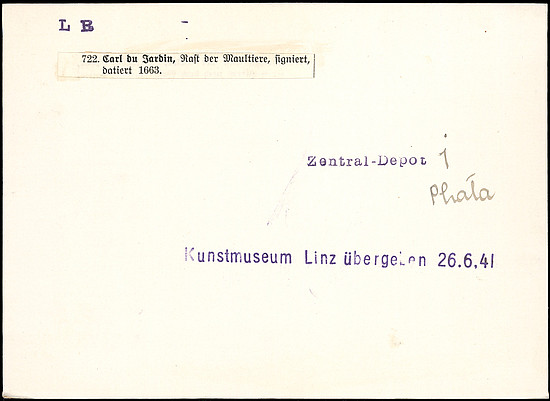 L R -
722. Carl du Jardin, Rast der Maultiere, signiert,
datiert 1663.
Zentral-Depot 1
Phata
Kunstmuseum Linz übergeben 26.6.41